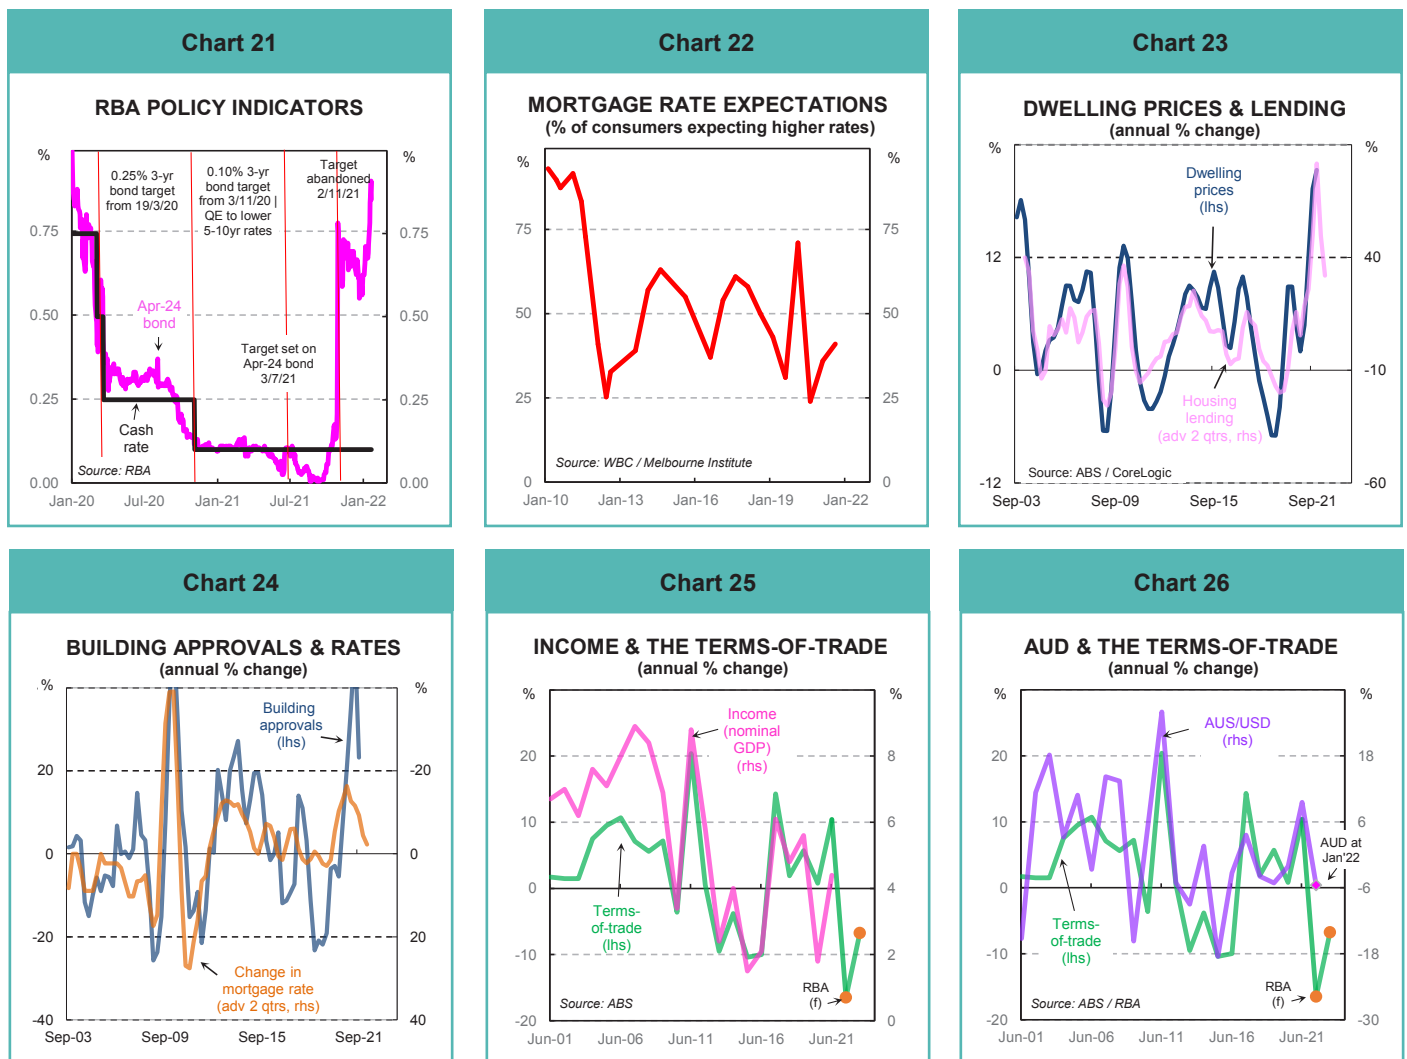 Chart 21
RBA POLICY INDICATORS
%
%
0.25% 3-yr
bond target
from 19/3/20
0.10% 3-yr
bond target
from 3/11/20 |
QE to lower
5-10yr rates
Target
abandoned
2/11/21
0.75
0.75
Apr-24
bond
0.50
0.50
Target set on
Apr-24 bond
3/7/21
0.25
0.25
Cash
rate
Source: RBA
0.00
0.00
Jan-20
Jul-20
Jan-21
Jul-21
Jan-22
Chart 22
MORTGAGE RATE EXPECTATIONS
(% of consumers expecting higher rates)
%
%
75
75
50
50
25
25
Source: WBC / Melbourne Institute
0
0
Jan-10
Jan-13
Jan-16
Jan-19
Jan-22
Chart 23
DWELLING PRICES & LENDING
(annual % change)
%
%
Dwelling
prices
(lhs)
12
40
0
-10
Housing
lending
(adv 2 qtrs, rhs)
Source: ABS / CoreLogic
-12
-60
Sep-03
Sep-09
Sep-15
Sep-21
Chart 24
BUILDING APPROVALS & RATES
(annual % change)
%
%
Building
approvals
(lhs)
20
-20
0
0
-20
20
Change in
mortgage rate
(adv 2 qtrs, rhs)
-40
40
Sep-03
Sep-09
Sep-15
Sep-21
Chart 25
INCOME & THE TERMS-OF-TRADE
(annual % change)
%
%
Income
(nominal
GDP)
(rhs)
20
8
10
6
0
4
Terms-
of-trade
(lhs)
-10
2
RBA
(f)
Source: ABS
-20
0
Jun-01
Jun-06
Jun-11
Jun-16
Jun-21
Chart 26
AUD & THE TERMS-OF-TRADE
(annual % change)
%
%
AUS/USD
(rhs)
20
18
10
6
AUD at
Jan'22
0
-6
Terms-
of-trade
(lhs)
-10
-18
RBA
(f)
Source: ABS / RBA
-20
-30
Jun-01
Jun-06
Jun-11
Jun-16
Jun-21